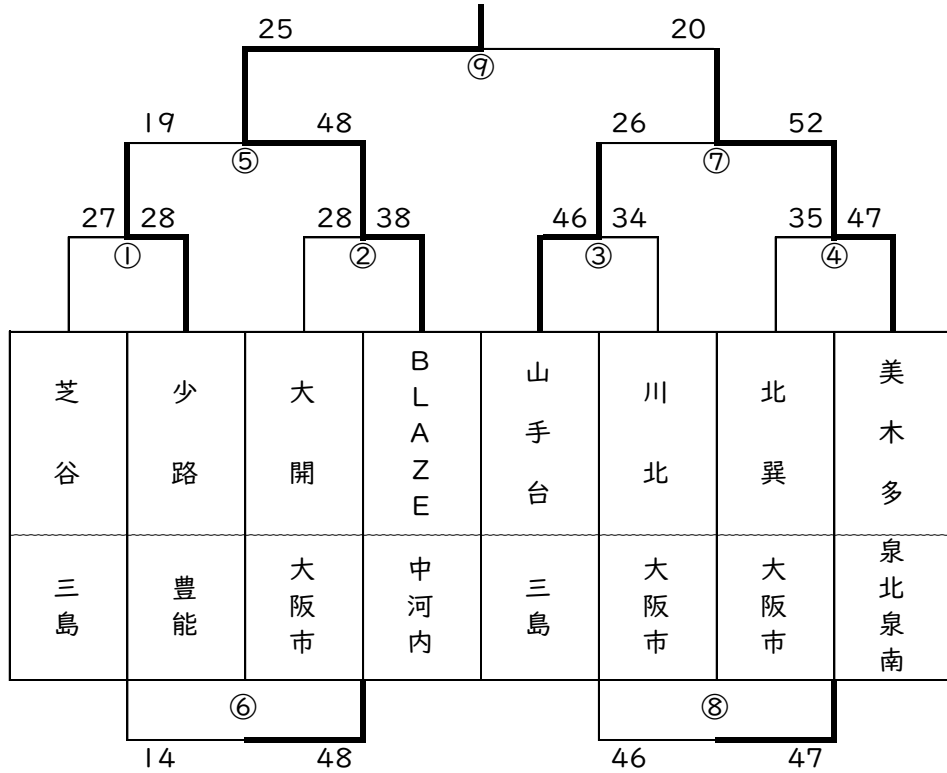 25 20
⑨
19 48 26 52
⑤ ⑦
27 28 28 38 46 34 35 47
① ② ③ ④
芝谷
少路
大開
BLAZE
山手台
川北
北巽
美木多
三島
豊能
大阪市
中河内
三島
大阪市
大阪市
泉北泉南
⑥ ⑧
14 48 46 47